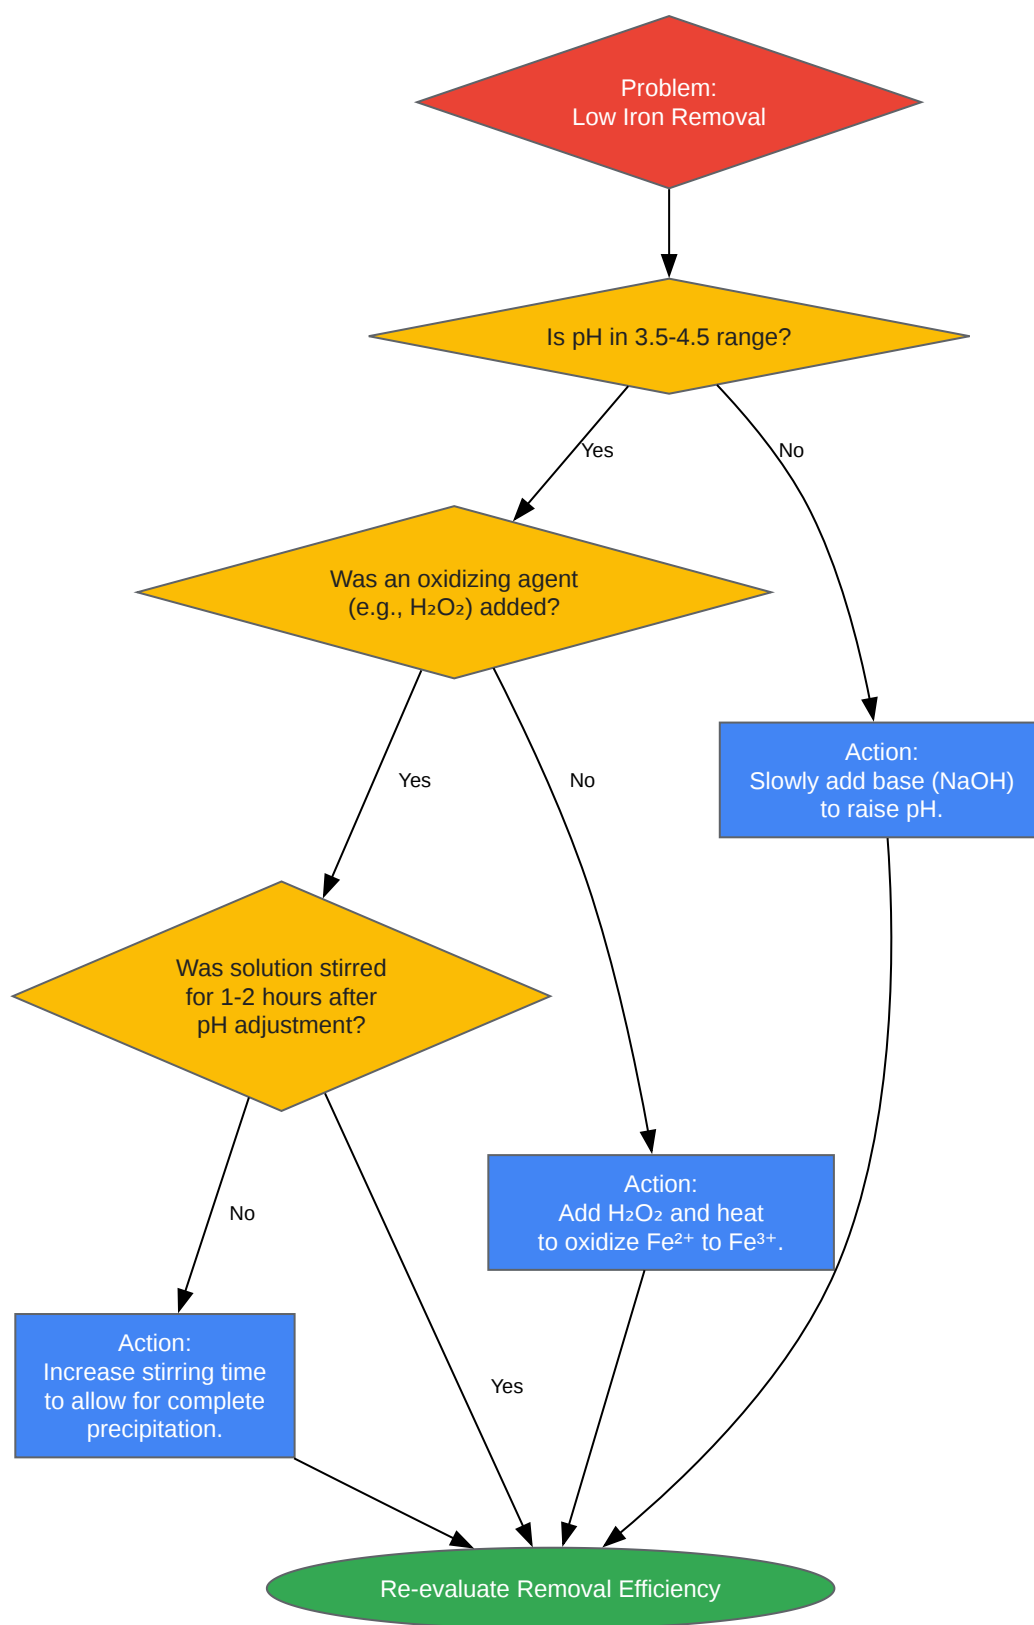 Problem:
Low Iron Removal
Is pH in 3.5-4.5 range?
Yes
No
Was an oxidizing agent
(e.g., H₂O₂) added?
Action:
Slowly add base (NaOH)
to raise pH.
Yes
No
Was solution stirred
for 1-2 hours after
pH adjustment?
Action:
Add H₂O₂ and heat
to oxidize Fe²⁺ to Fe³⁺.
No
Yes
Action:
Increase stirring time
to allow for complete
precipitation.
Re-evaluate Removal Efficiency